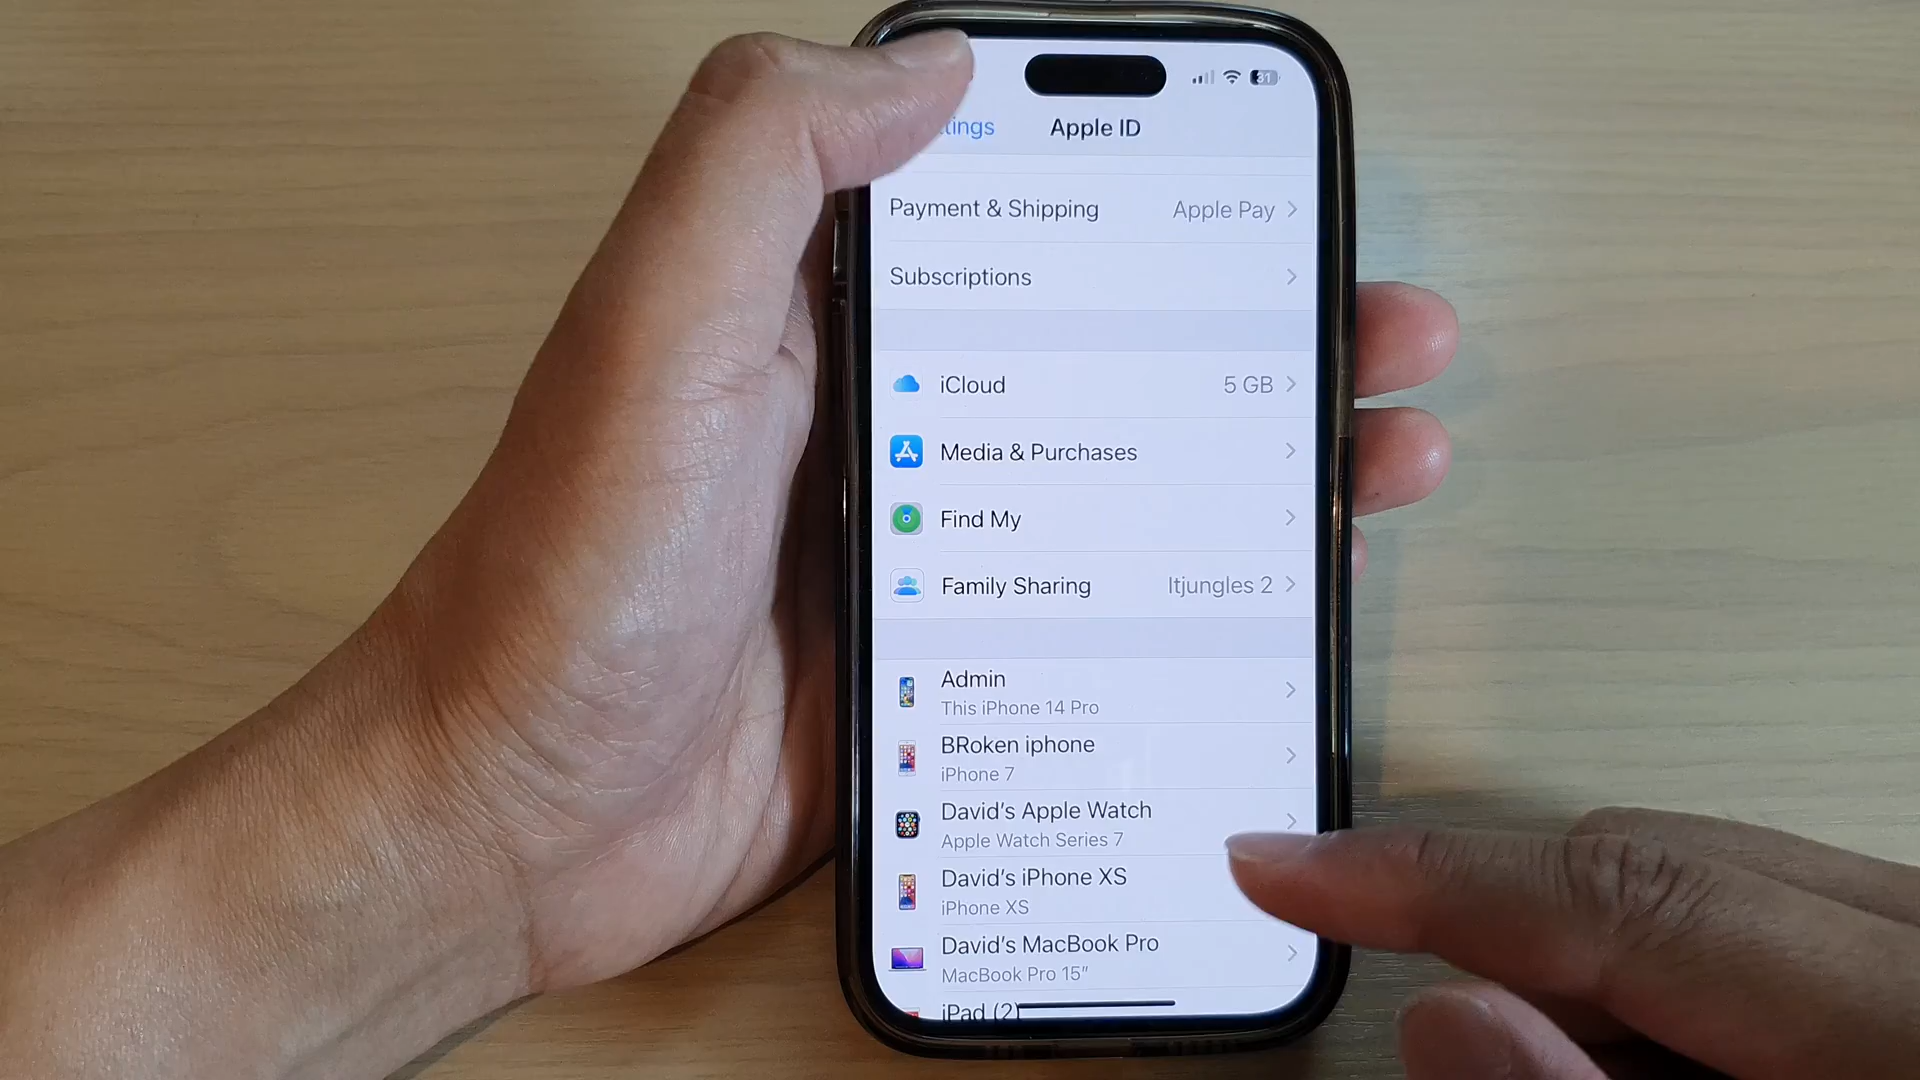 31
tings
Apple ID
Payment & Shipping Apple Pay
Subscriptions
iCloud 5 GB
Media & Purchases
Find My
Family Sharing Itjungles 2
Admin
This iPhone 14 Pro
BRoken iphone
iPhone 7
David's Apple Watch
Apple Watch Series 7
David's iPhone XS
iPhone XS
David's MacBook Pro
MacBook Pro 15"
iPad (2)